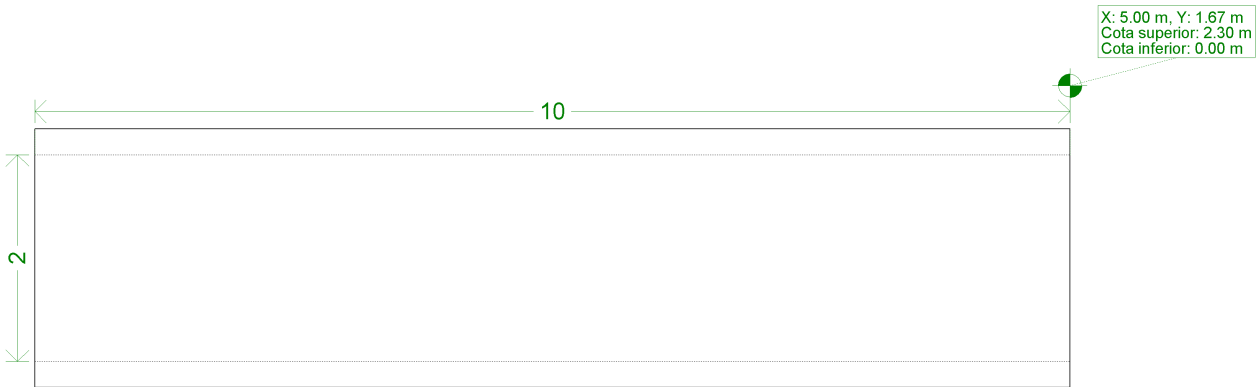 X: 5.00 m, Y: 1.67 m
Cota superior: 2.30 m
Cota inferior: 0.00 m
10
2